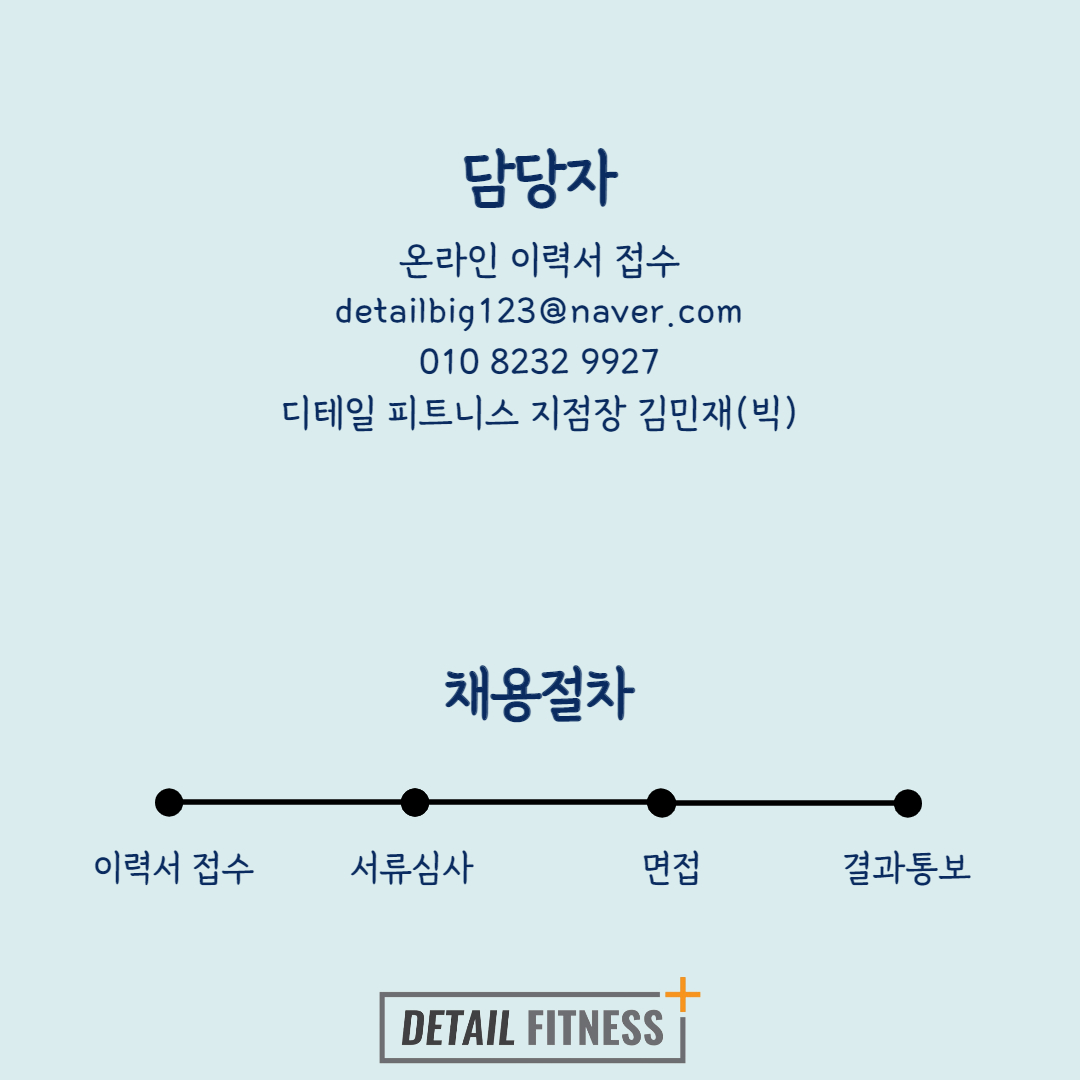 담당자
온라인 이력서 접수
detailbig123@naver.com
010 8232 9927
디테일 피트니스 지점장 김민재(빅)
채용절차
이력서 접수 서류심사 면접 결과통보
DETAIL FITNESS